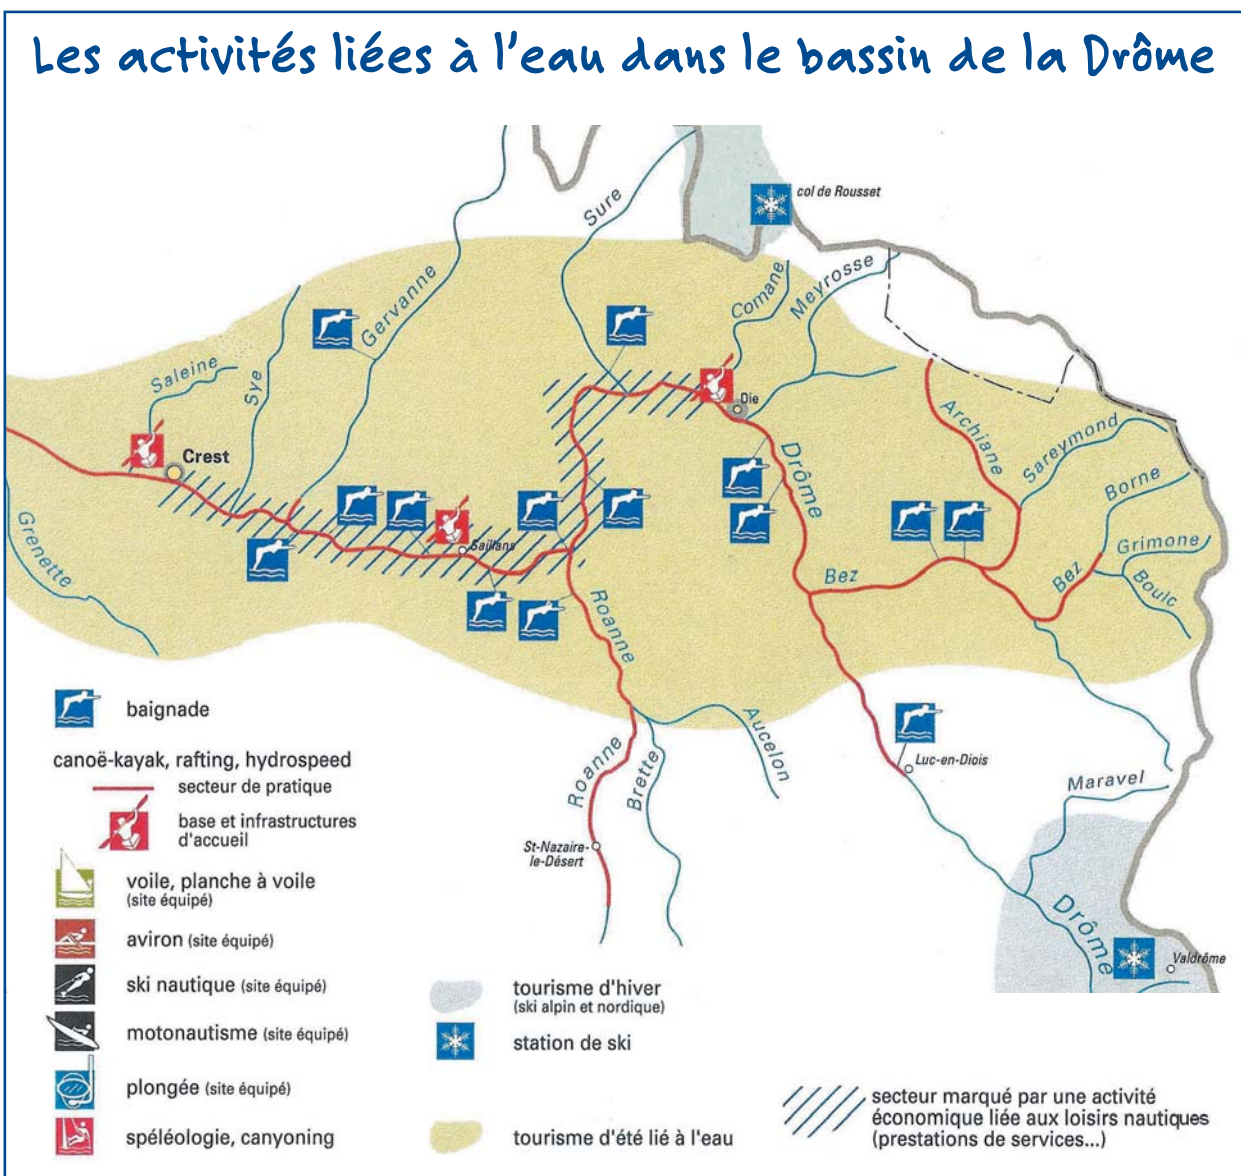 Les activités liées à l'eau dans le bassin de la Drôme
col de Rousset
Sure
Comane
Meyrosse
Gervanne
Saleine
Sye
Die
Archiane
Sareymond
Crest
Drôme
Borne
Grimone
Boulc
Bez
Bez
Grenette
Saillans
Roanne
Aucelon
Luc-en-Diois
Roanne
Brette
Maravel
St-Nazaire-
le-Désert
Drôme
Valdrôme
baignade
canoë-kayak, rafting, hydrospeed
secteur de pratique
base et infrastructures
d'accueil
voile, planche à voile
(site équipé)
aviron (site équipé)
ski nautique (site équipé)
motonautisme (site équipé)
plongée (site équipé)
spéléologie, canyoning
tourisme d'hiver
(ski alpin et nordique)
station de ski
tourisme d'été lié à l'eau
secteur marqué par une activité
économique liée aux loisirs nautiques
(prestations de services...)